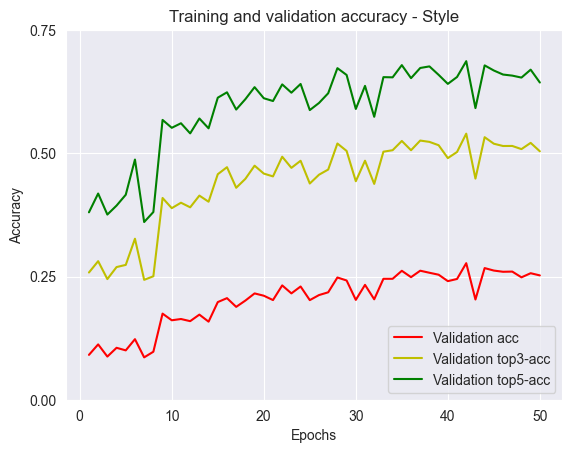 Training and validation accuracy - Style
0.75
0.50
0.25
0.00
Accuracy
0
10
20
30
40
50
Epochs
Validation acc
Validation top3-acc
Validation top5-acc